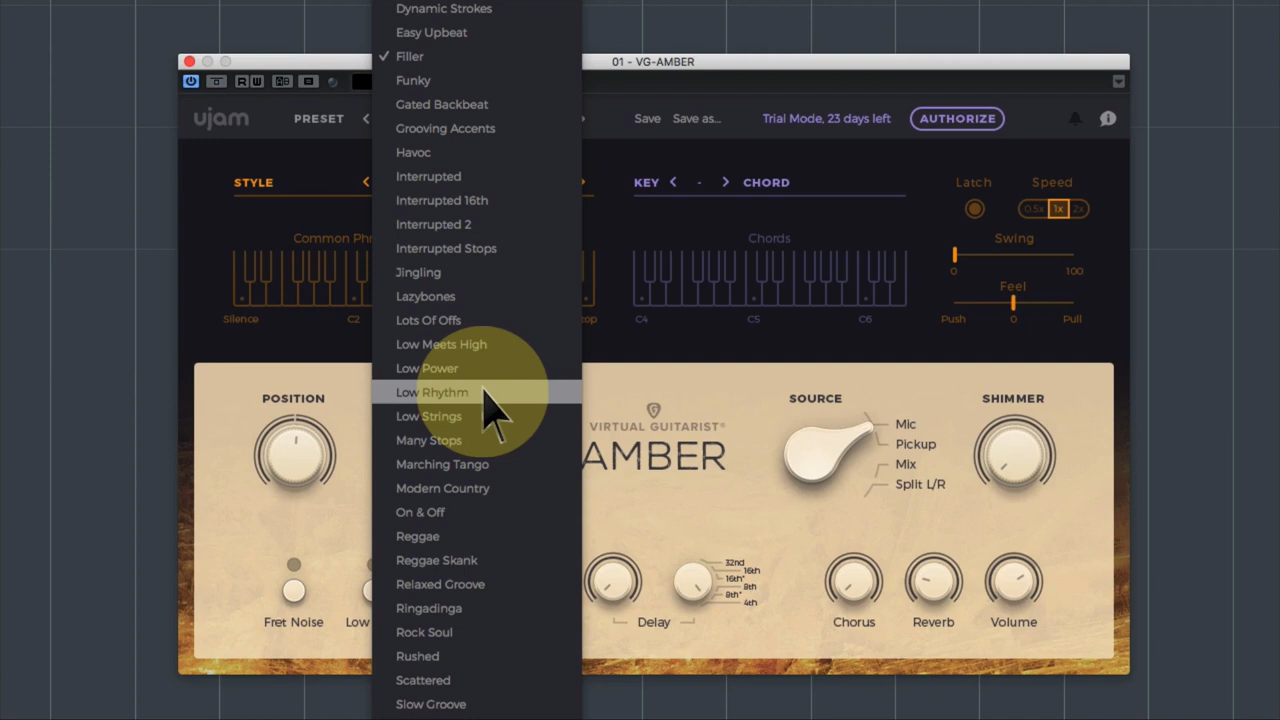 Dynamic Strokes
Easy Upbeat
Filler
Funky
Gated Backbeat
Grooving Accents
Havoc
Interrupted
Interrupted 16th
Interrupted 2
Interrupted Stops
Jingling
Lazybones
Lots Of Offs
Low Meets High
Low Power
Low Rhythm
Low Strings
Many Stops
Marching Tango
Modern Country
On & Off
Reggae
Reggae Skank
Relaxed Groove
Ringadinga
Rock Soul
Rushed
Scattered
Slow Groove
01 - VG-AMBER
R W
ujam
PRESET
Save Save as...
Trial Mode, 23 days left
AUTHORIZE
STYLE
KEY - CHORD
Latch
Speed
0.5x 1x 2x
Common Phr
Chords
Swing
0 100
Feel
Push 0 Pull
Silence C2
op
C4 C5 C6
POSITION
VIRTUAL GUITARIST®
AMBER
SOURCE
Mic
Pickup
Mix
Split L/R
SHIMMER
32nd
16th
16th*
8th
8th*
4th
Fret Noise
Low
Delay
Chorus
Reverb
Volume